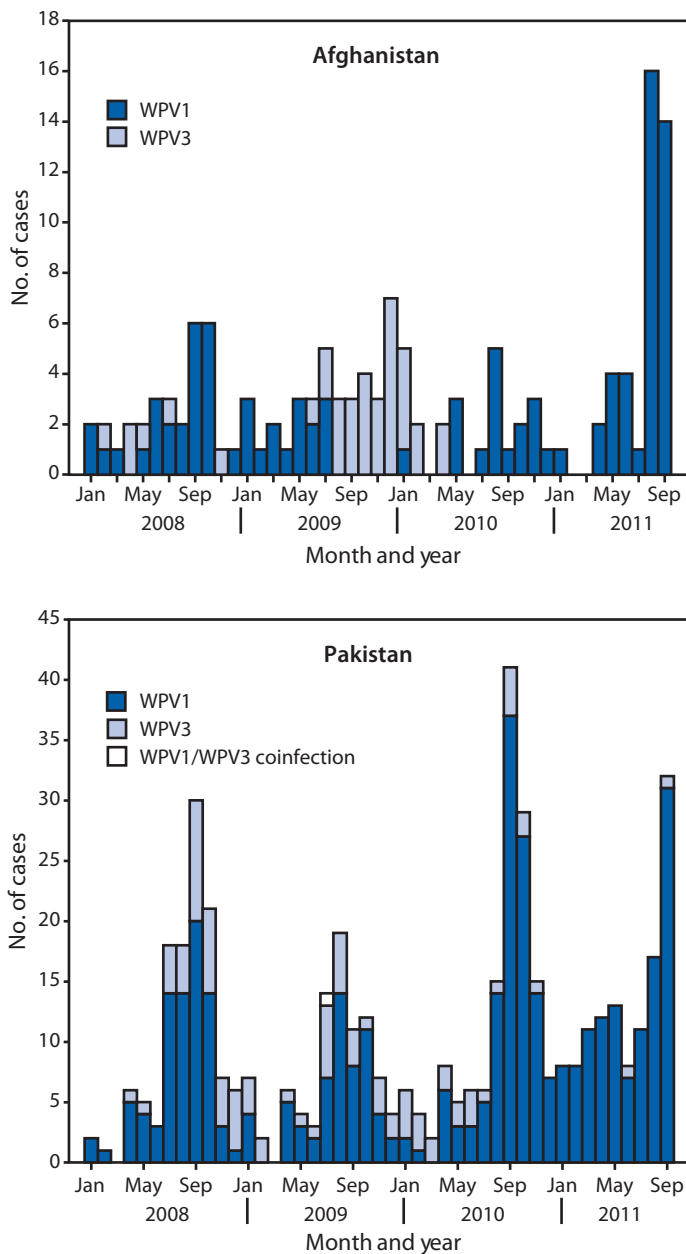 Afghanistan
WPV1
WPV3
No. of cases
18
16
14
12
10
8
6
4
2
0
Jan May Sep Jan May Sep Jan May Sep Jan May Sep
2008 2009 2010 2011
Month and year
Pakistan
WPV1
WPV3
WPV1/WPV3 coinfection
No. of cases
45
40
35
30
25
20
15
10
5
0
Jan May Sep Jan May Sep Jan May Sep Jan May Sep
2008 2009 2010 2011
Month and year